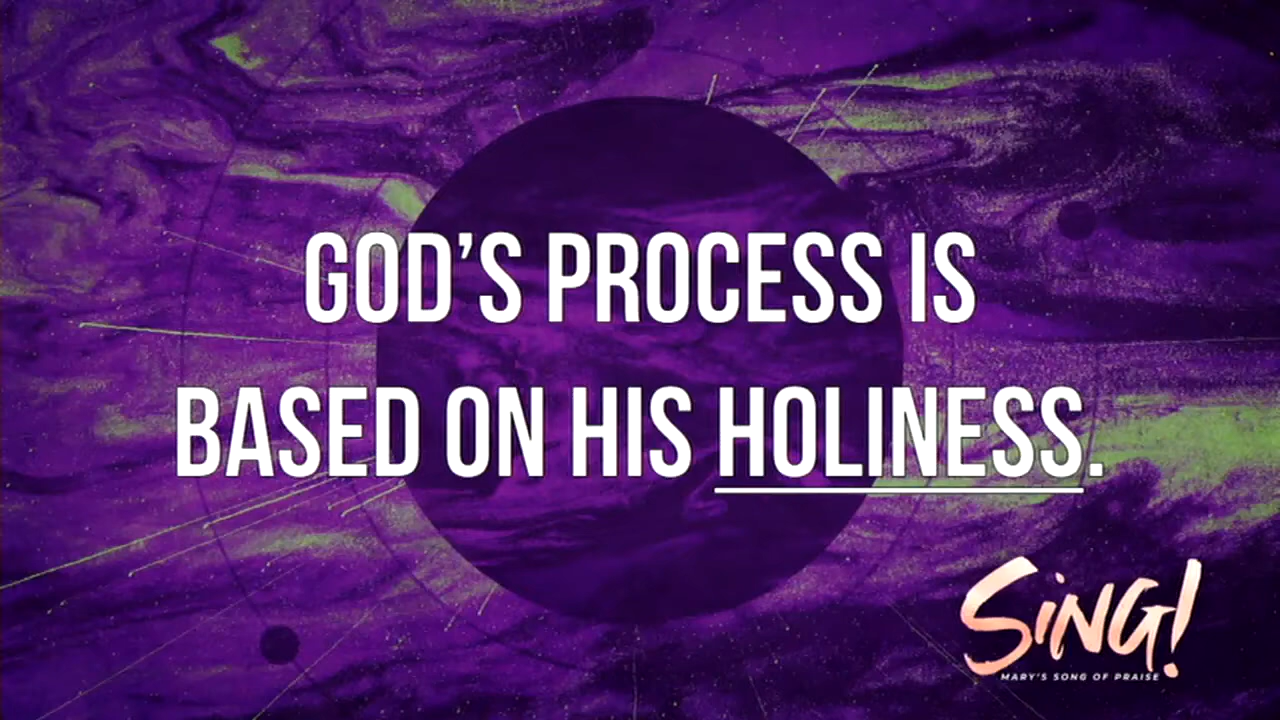 GOD’S PROCESS IS
BASED ON HIS HOLINESS.
SiNG!
MARY'S SONG OF PRAISE